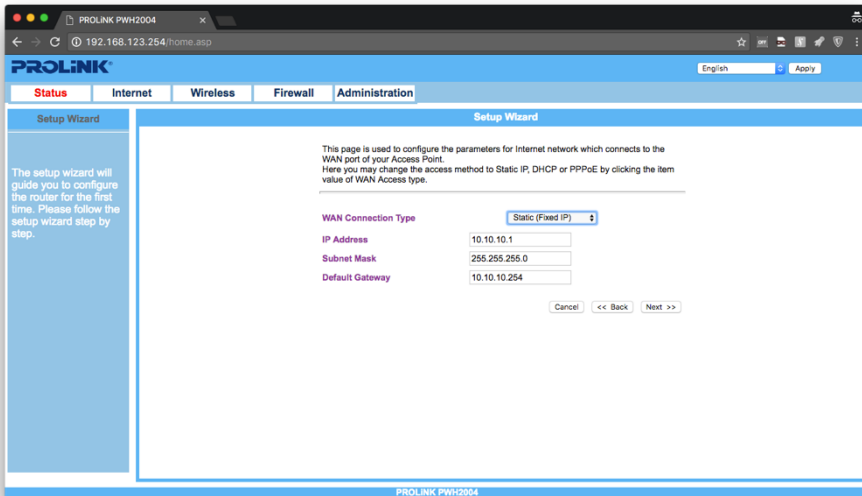 PROLiNK PWH2004
192.168.123.254/home.asp
PROLiNK®
English
Apply
Status
Internet
Wireless
Firewall
Administration
Setup Wizard
The setup wizard will
guide you to configure
the router for the first
time. Please follow the
setup wizard step by
step.
Setup Wizard
This page is used to configure the parameters for Internet network which connects to the
WAN port of your Access Point.
Here you may change the access method to Static IP, DHCP or PPPoE by clicking the item
value of WAN Access type.
WAN Connection Type
Static (Fixed IP)
IP Address
10.10.10.1
Subnet Mask
255.255.255.0
Default Gateway
10.10.10.254
Cancel
<< Back
Next >>
PROLiNK PWH2004